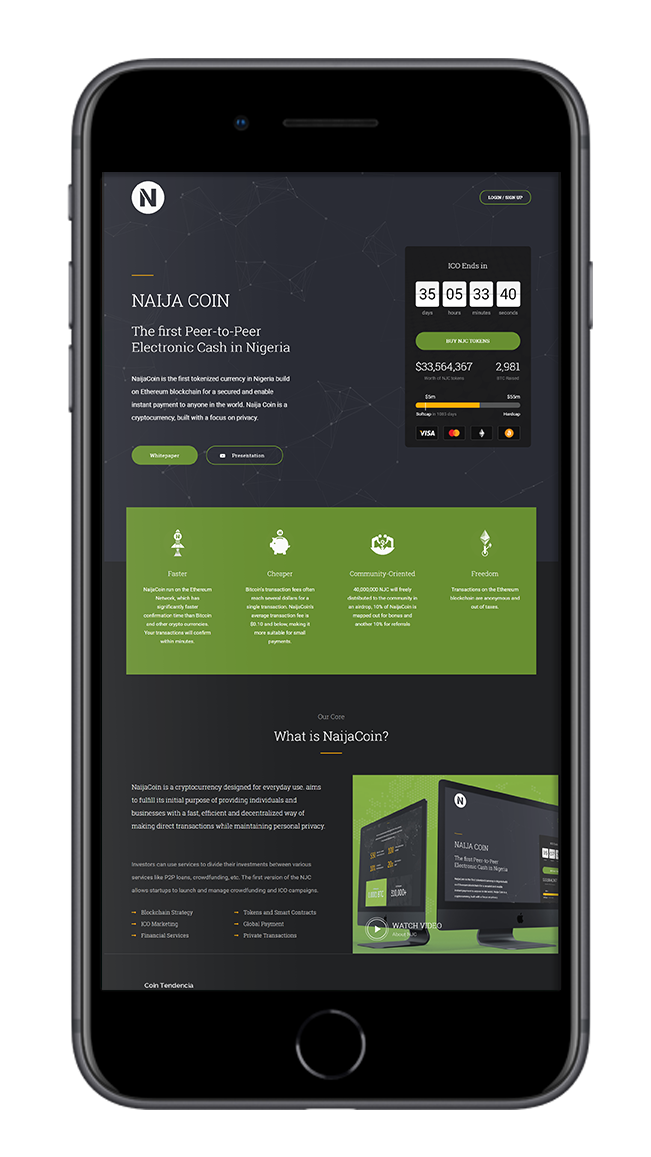 N
LOGIN / SIGN UP
NAIJA COIN
The first Peer-to-Peer
Electronic Cash in Nigeria
NaijaCoin is the first tokenized currency in Nigeria build
on Ethereum blockchain for a secured and enable
instant payment to anyone in the world. Naija Coin is a
cryptocurrency, built with a focus on privacy.
Whitepaper
Presentation
ICO Ends in
35 05 33 40
days hours minutes seconds
BUY NJC TOKENS
$33,564,367 2,981
Worth of NJC tokens BTC Raised
$5m $55m
Softcap in 1093 days Hardcap
VISA
Faster
NaijaCoin run on the Ethereum
Network, which has
significantly faster
confirmation time than Bitcoin
and other crypto currencies.
Your transactions will confirm
within minutes.
Cheaper
Bitcoin's transaction fees often
reach several dollars for a
single transaction. NaijaCoin's
average transaction fee is
$0.10 and below, making it
more suitable for small
payments.
Community-Oriented
40,000,000 NJC will freely
distributed to the community in
an airdrop, 10% of NaijaCoin is
mapped out for bonus and
another 10% for referrals
Freedom
Transactions on the Ethereum
blockchain are anonymous and
out of taxes.
Our Core
What is NaijaCoin?
NaijaCoin is a cryptocurrency designed for everyday use. aims
to fulfill its initial purpose of providing individuals and
businesses with a fast, efficient and decentralized way of
making direct transactions while maintaining personal privacy.
Investors can use services to divide their investments between various
services like P2P loans, crowdfunding, etc. The first version of the NJC
allows startups to launch and manage crowdfunding and ICO campaigns.
Blockchain Strategy
ICO Marketing
Financial Services
Tokens and Smart Contracts
Global Payment
Private Transactions
N
NAIJA COIN
The first Peer-to-Peer
Electronic Cash in Nigeria
WATCH VIDEO
About NJC
Coin Tendencia